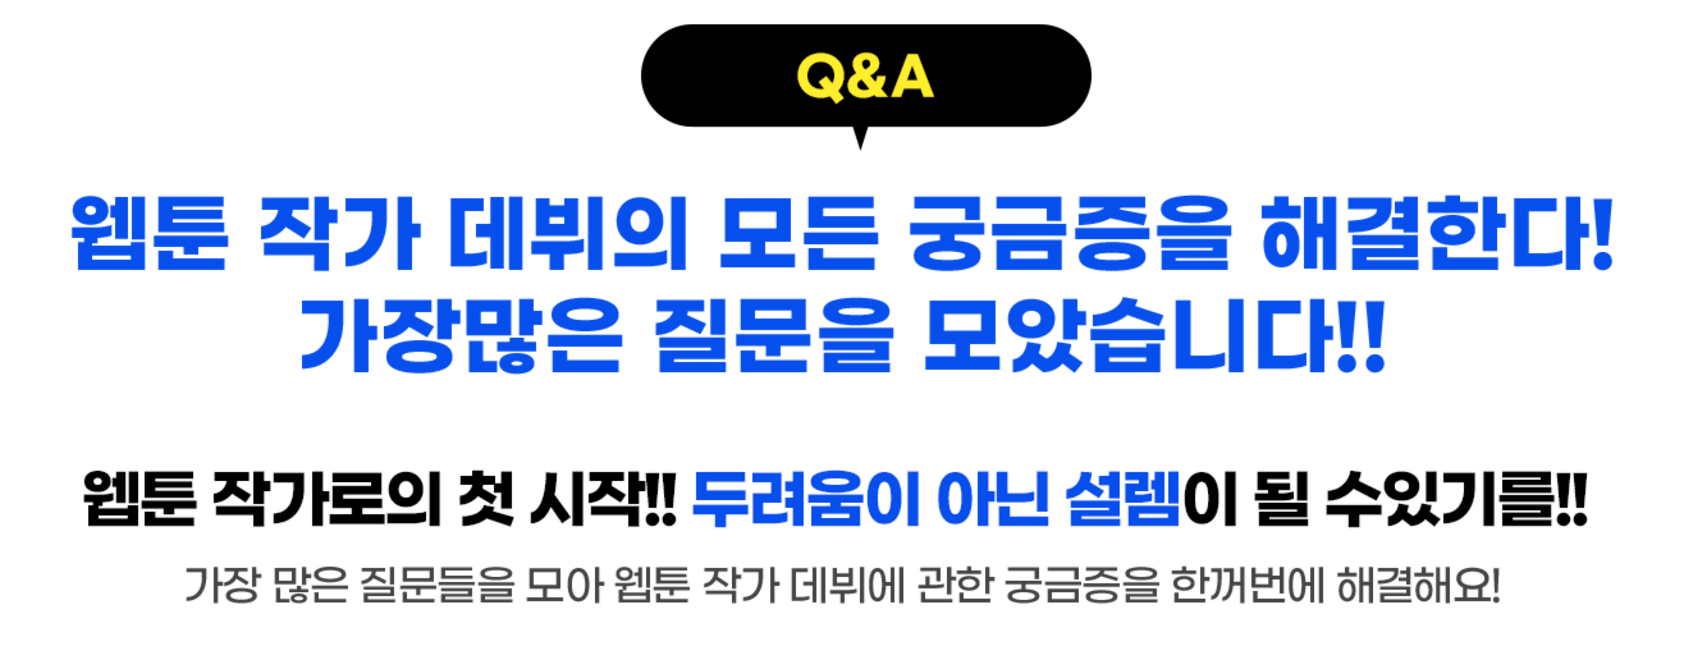 Q&A
웹툰 작가 데뷔의 모든 궁금증을 해결한다!
가장많은 질문을 모았습니다!!
웹툰 작가로의 첫 시작!! 두려움이 아닌 설렘이 될 수있기를!!
가장 많은 질문들을 모아 웹툰 작가 데뷔에 관한 궁금증을 한꺼번에 해결해요!